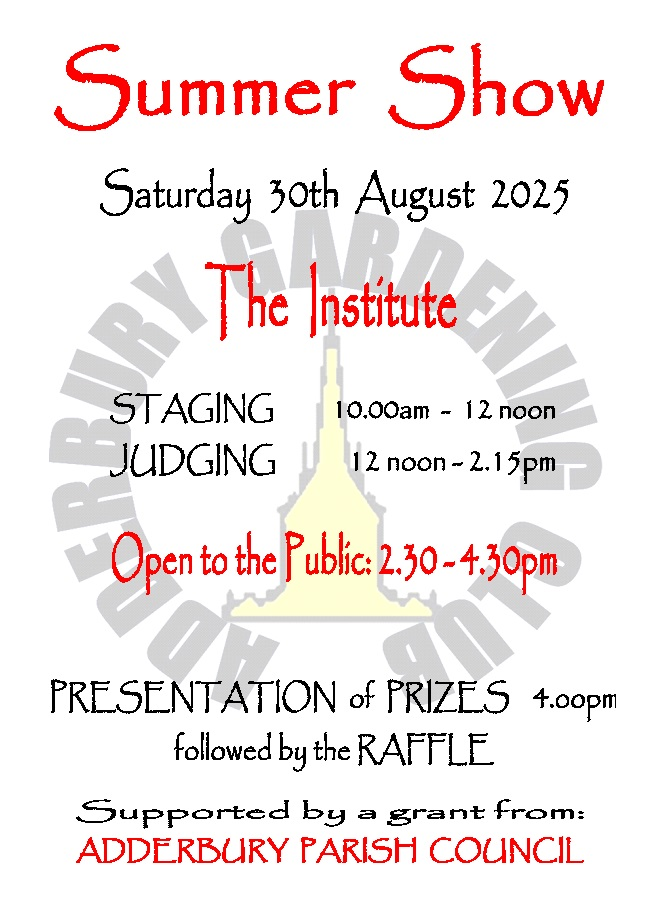 Summer Show
Saturday 30th August 2025
ADDERBURY GARDENING CLUB
The Institute
STAGING 10.00am - 12 noon
JUDGING 12 noon - 2.15pm
Open to the Public: 2.30 - 4.30pm
PRESENTATION of PRIZES 4.oopm
followed by the RAFFLE
Supported by a grant from:
ADDERBURY PARISH COUNCIL